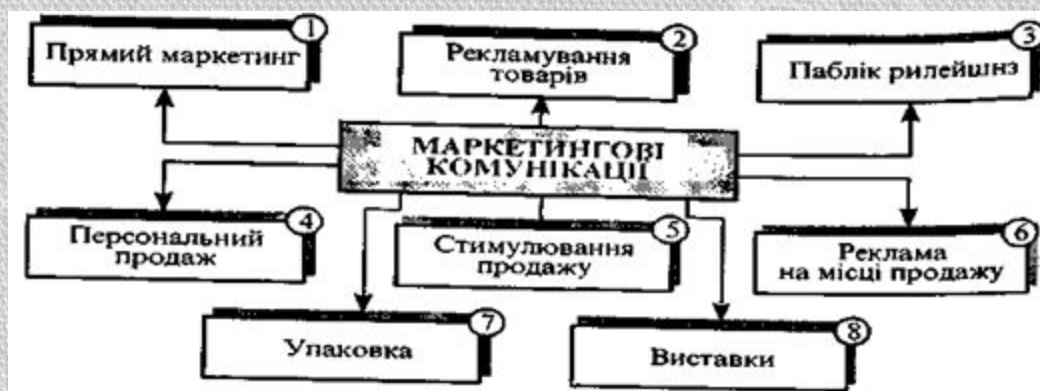 1
Прямий маркетинг
2
Рекламування
товарів
3
Паблік рилейшнз
МАРКЕТИНГОВІ
КОМУНІКАЦІЇ
4
Персональний
продаж
5
Стимулювання
продажу
6
Реклама
на місці продажу
7
Упаковка
8
Виставки